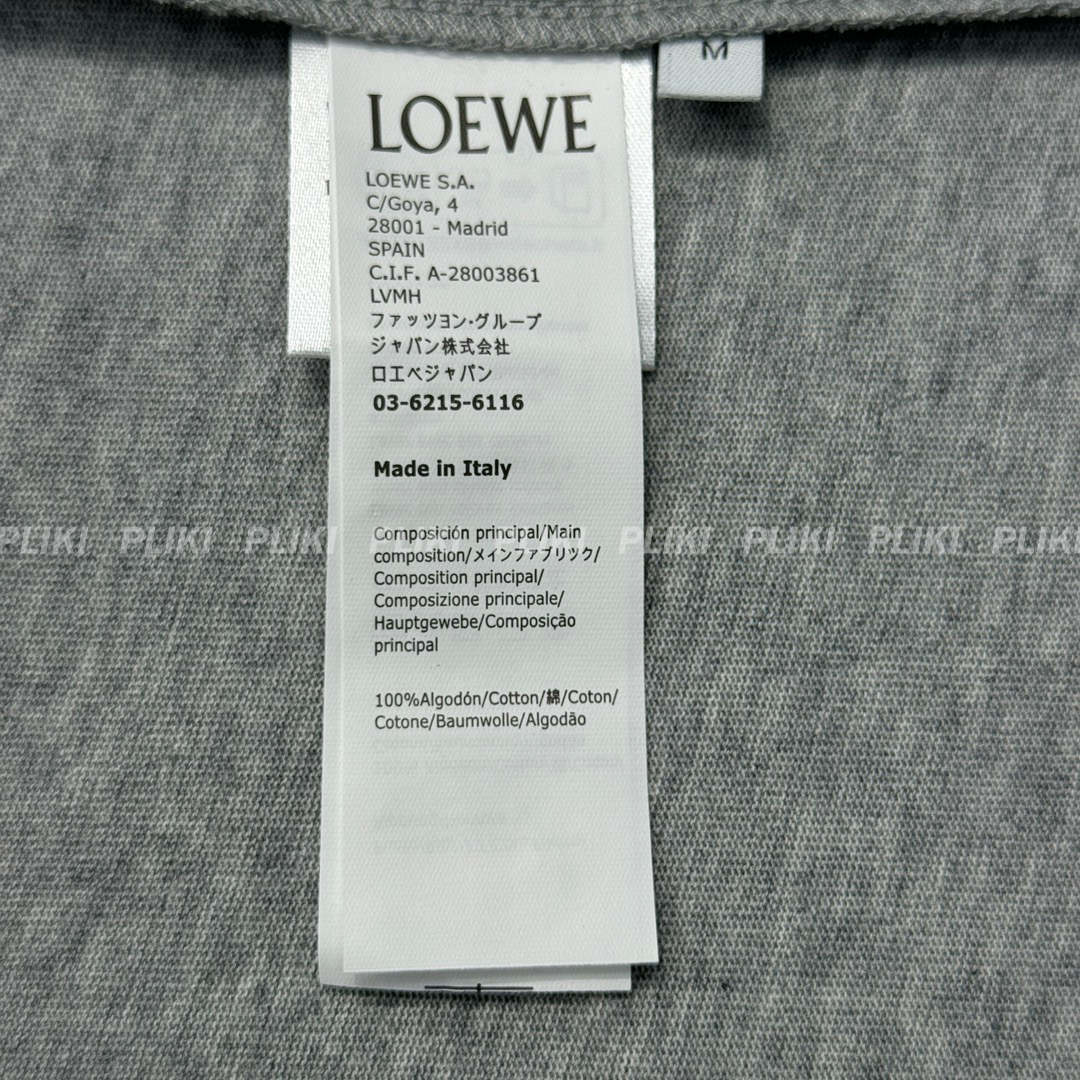 M
LOEWE
LOEWE S.A.
C/Goya, 4
28001 - Madrid
SPAIN
C.I.F. A-28003861
LVMH
ファッツヨン・グループ
ジャパン株式会社
ロエベジャパン
03-6215-6116
Made in Italy
PLIKI PLIKI PLIKI PLIKI PLIKI PLIKI PLIKI PLIKI PLIKI
Composición principal/Main
composition/メインファブリック/
Composition principal/
Composizione principale/
Hauptgewebe/Composição
principal
100%Algodón/Cotton/綿/Coton/
Cotone/Baumwolle/Algodão